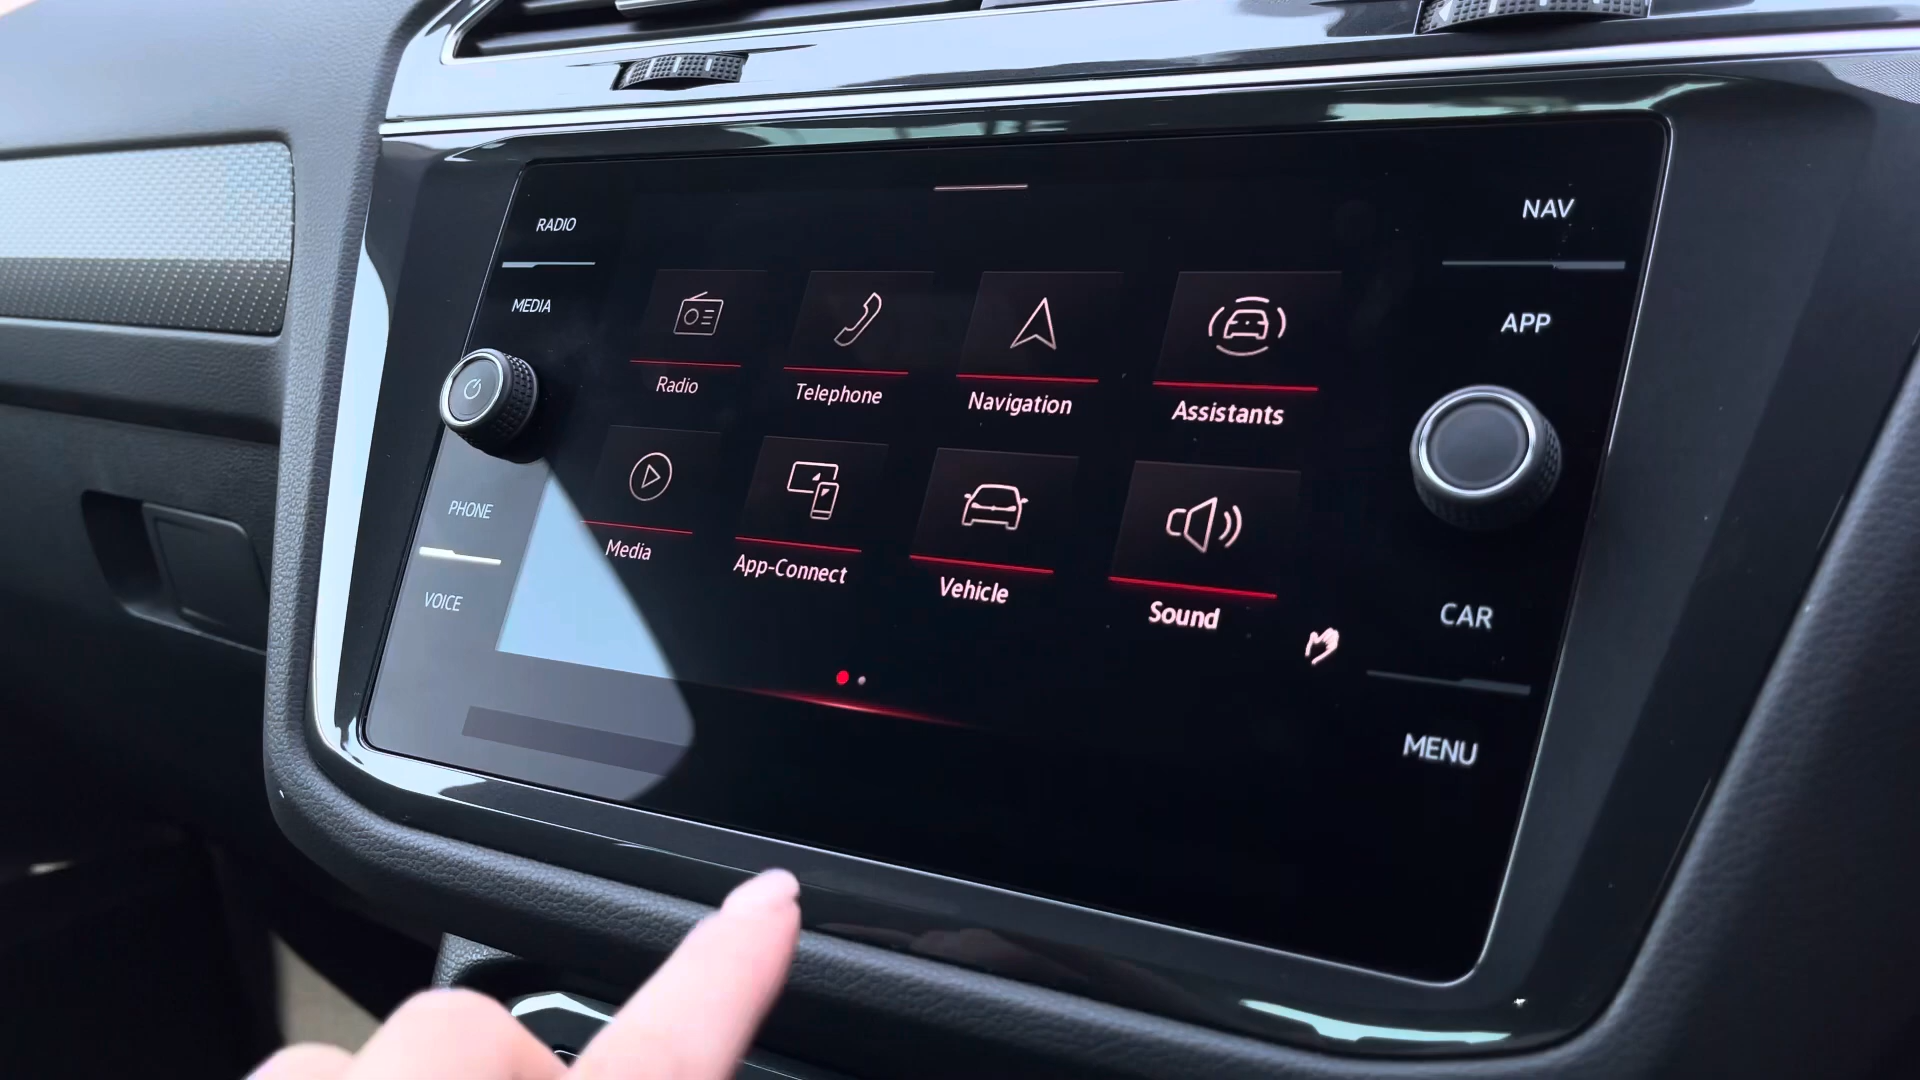 RADIO
MEDIA
PHONE
VOICE
Radio
Telephone
Navigation
Assistants
Media
App-Connect
Vehicle
Sound
NAV
APP
CAR
MENU